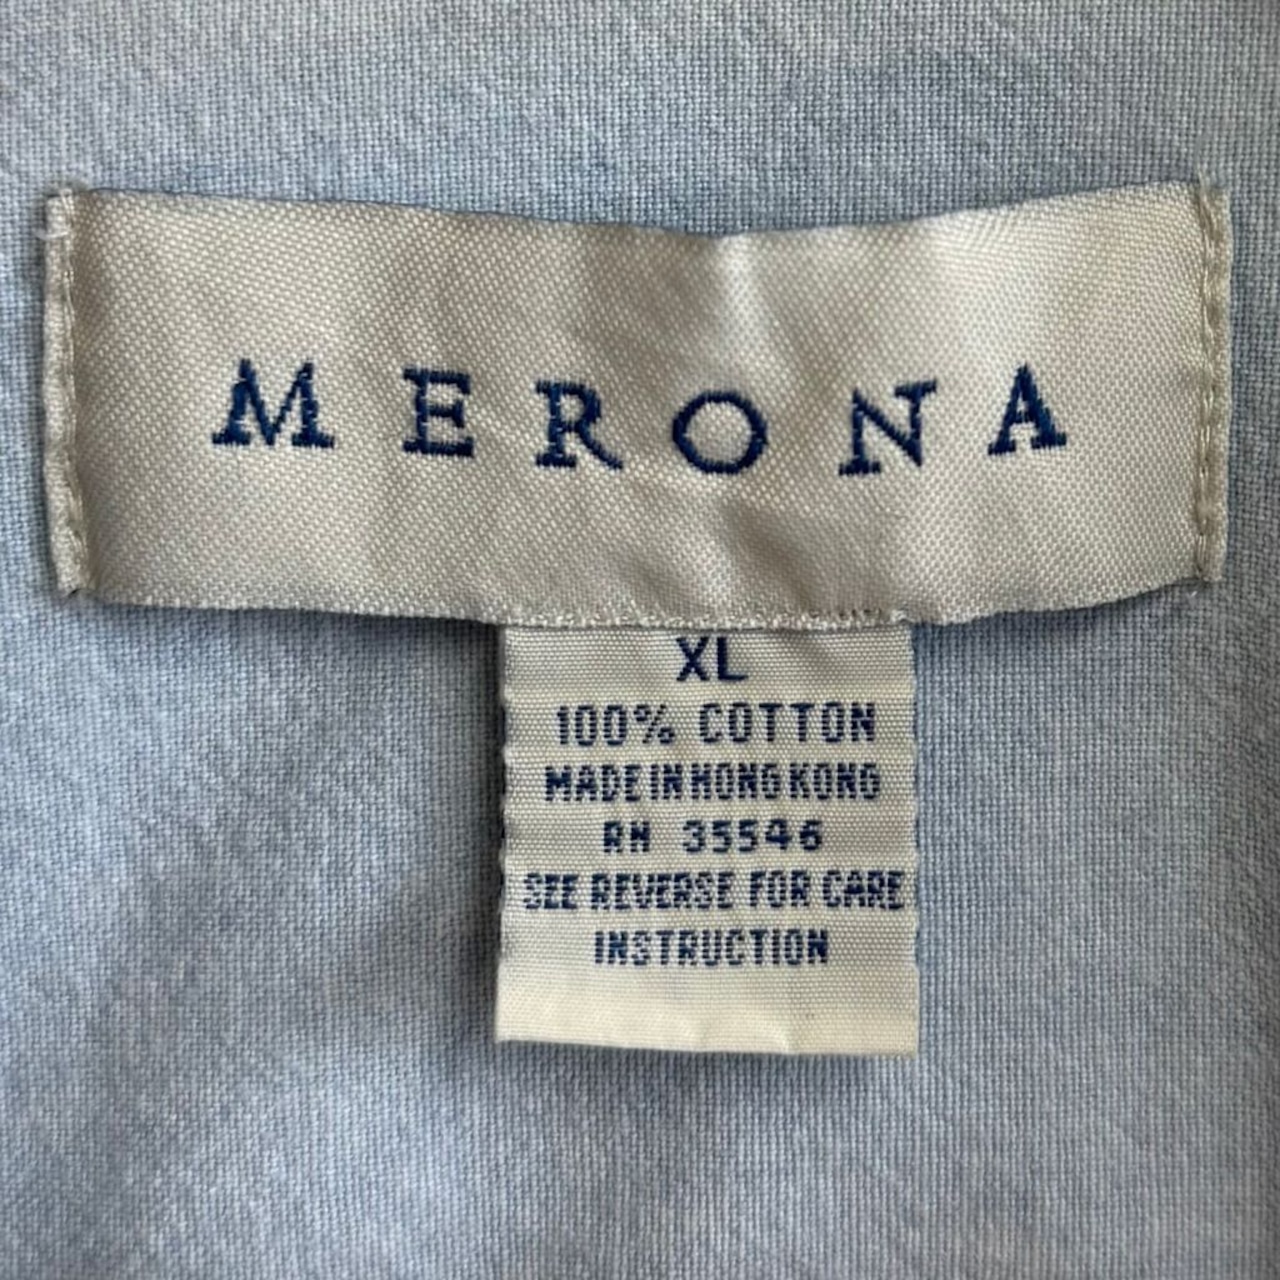 MERONA
XL
100% COTTON
MADE IN HONG KONG
RN 35546
SEE REVERSE FOR CARE
INSTRUCTION